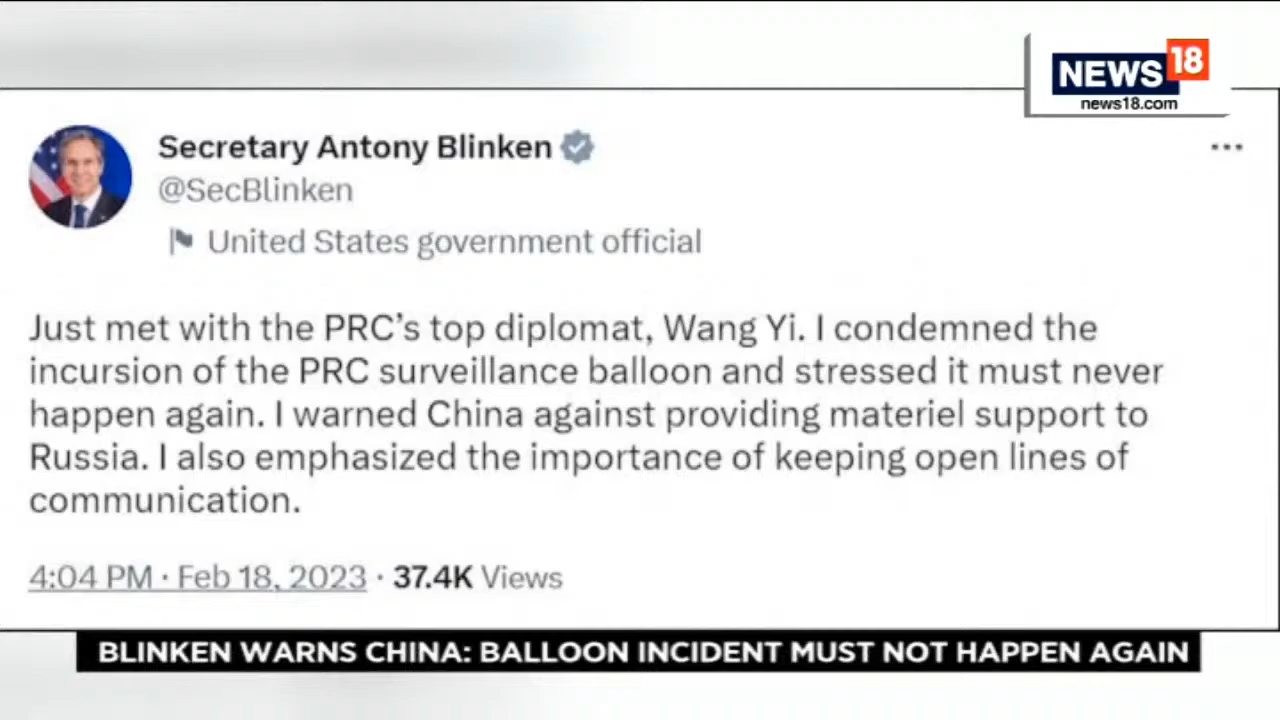 NEWS 18
news18.com
Secretary Antony Blinken
@SecBlinken
United States government official
Just met with the PRC’s top diplomat, Wang Yi. I condemned the
incursion of the PRC surveillance balloon and stressed it must never
happen again. I warned China against providing materiel support to
Russia. I also emphasized the importance of keeping open lines of
communication.
4:04 PM · Feb 18, 2023 · 37.4K Views
BLINKEN WARNS CHINA: BALLOON INCIDENT MUST NOT HAPPEN AGAIN